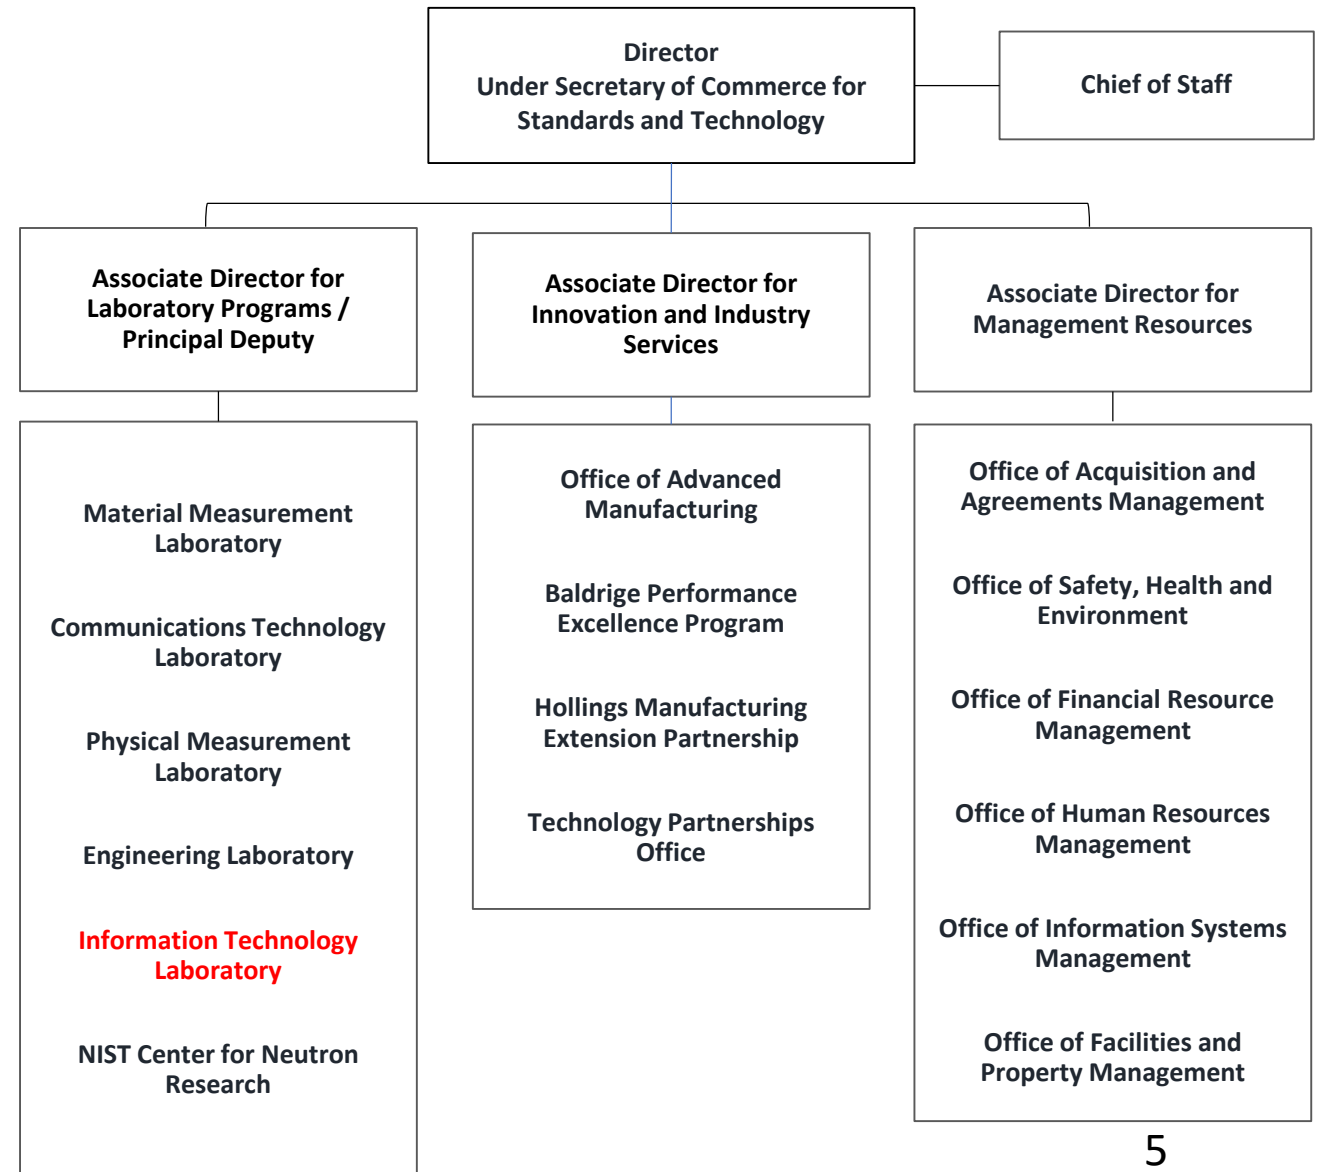 Director
Under Secretary of Commerce for
Standards and Technology
Chief of Staff
Associate Director for
Laboratory Programs /
Principal Deputy
Associate Director for
Innovation and Industry
Services
Associate Director for
Management Resources
Material Measurement
Laboratory
Communications Technology
Laboratory
Physical Measurement
Laboratory
Engineering Laboratory
Information Technology
Laboratory
NIST Center for Neutron
Research
Office of Advanced
Manufacturing
Baldrige Performance
Excellence Program
Hollings Manufacturing
Extension Partnership
Technology Partnerships
Office
Office of Acquisition and
Agreements Management
Office of Safety, Health and
Environment
Office of Financial Resource
Management
Office of Human Resources
Management
Office of Information Systems
Management
Office of Facilities and
Property Management
5